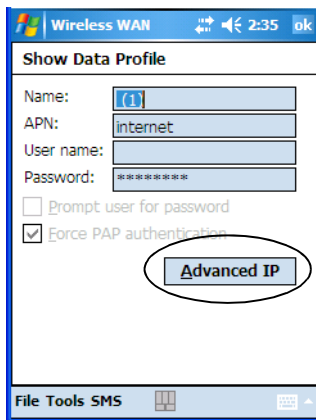 Wireless WAN 2:35 ok
Show Data Profile
Name: (1)
APN: internet
User name:
Password: ********
Prompt user for password
Force PAP authentication
Advanced IP
File Tools SMS